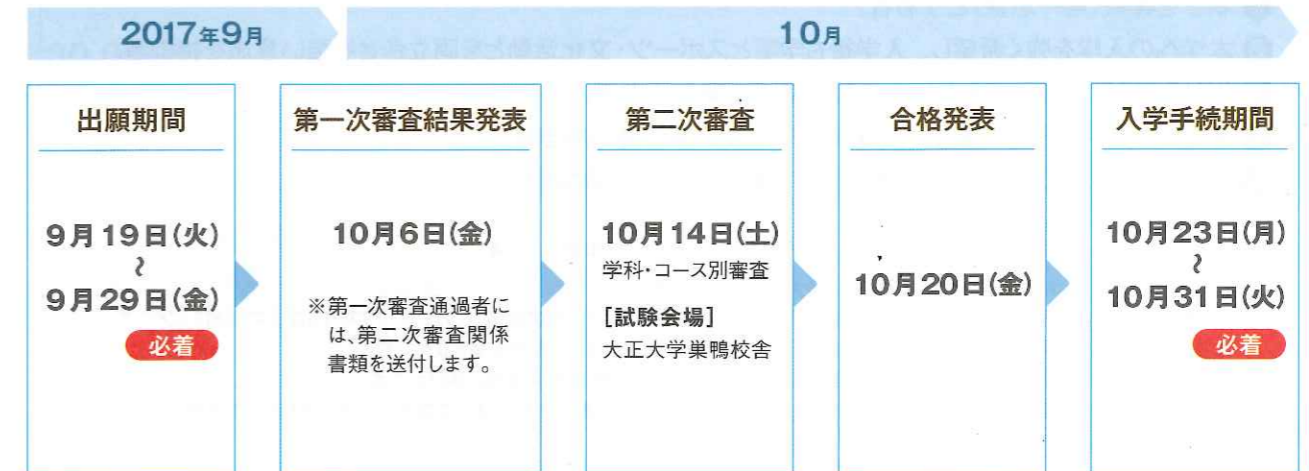 2017年9月
10月
出願期間
9月19日(火)
〜
9月29日(金)
必着
第一次審査結果発表
10月6日(金)
※第一次審査通過者に
は、第二次審査関係
書類を送付します。
第二次審査
10月14日(土)
学科・コース別審査
[試験会場]
大正大学巣鴨校舎
合格発表
10月20日(金)
入学手続期間
10月23日(月)
〜
10月31日(火)
必着